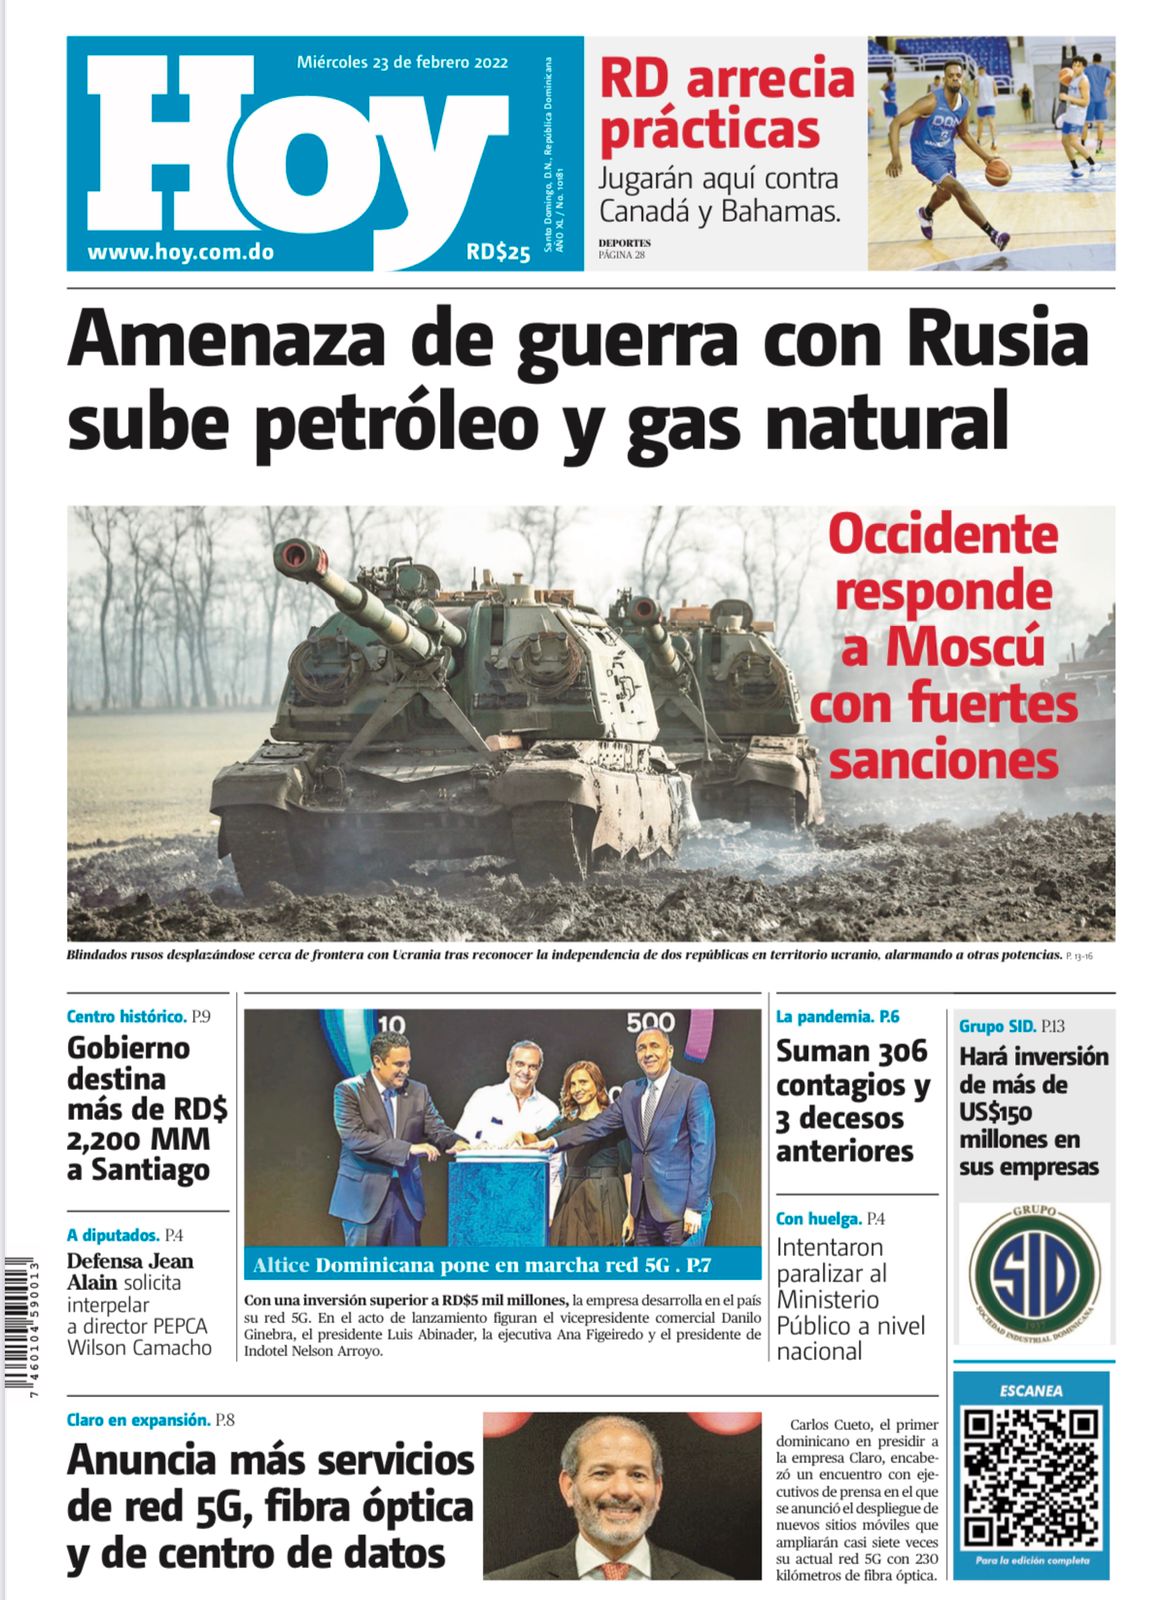 Miércoles 23 de febrero 2022
Hoy
www.hoy.com.do
RD$25
Santo Domingo, D.N., República Dominicana
AÑO XL / No. 10181
RD arrecia
prácticas
Jugarán aquí contra
Canadá y Bahamas.
DEPORTES
PÁGINA 28
DOM
Amenaza de guerra con Rusia
sube petróleo y gas natural
Occidente
responde
a Moscú
con fuertes
sanciones
Blindados rusos desplazándose cerca de frontera con Ucrania tras reconocer la independencia de dos repúblicas en territorio ucranio, alarmando a otras potencias. P. 13-16
Centro histórico. P.9
Gobierno
destina
más de RD$
2,200 MM
a Santiago
A diputados. P.4
Defensa Jean
Alain solicita
interpelar
a director PEPCA
Wilson Camacho
10
500
Altice Dominicana pone en marcha red 5G . P.7
Con una inversión superior a RD$5 mil millones, la empresa desarrolla en el país
su red 5G. En el acto de lanzamiento figuran el vicepresidente comercial Danilo
Ginebra, el presidente Luis Abinader, la ejecutiva Ana Figeiredo y el presidente de
Indotel Nelson Arroyo.
La pandemia. P.6
Suman 306
contagios y
3 decesos
anteriores
Con huelga. P.4
Intentaron
paralizar al
Ministerio
Público a nivel
nacional
Grupo SID. P.13
Hará inversión
de más de
US$150
millones en
sus empresas
GRUPO
SID
1937
SOCIEDAD INDUSTRIAL DOMINICANA
7 460104 590013
Claro en expansión. P.8
Anuncia más servicios
de red 5G, fibra óptica
y de centro de datos
Carlos Cueto, el primer
dominicano en presidir a
la empresa Claro, encabe-
zó un encuentro con eje-
cutivos de prensa en el que
se anunció el despliegue de
nuevos sitios móviles que
ampliarán casi siete veces
su actual red 5G con 230
kilómetros de fibra óptica.
ESCANEA
Para la edición completa